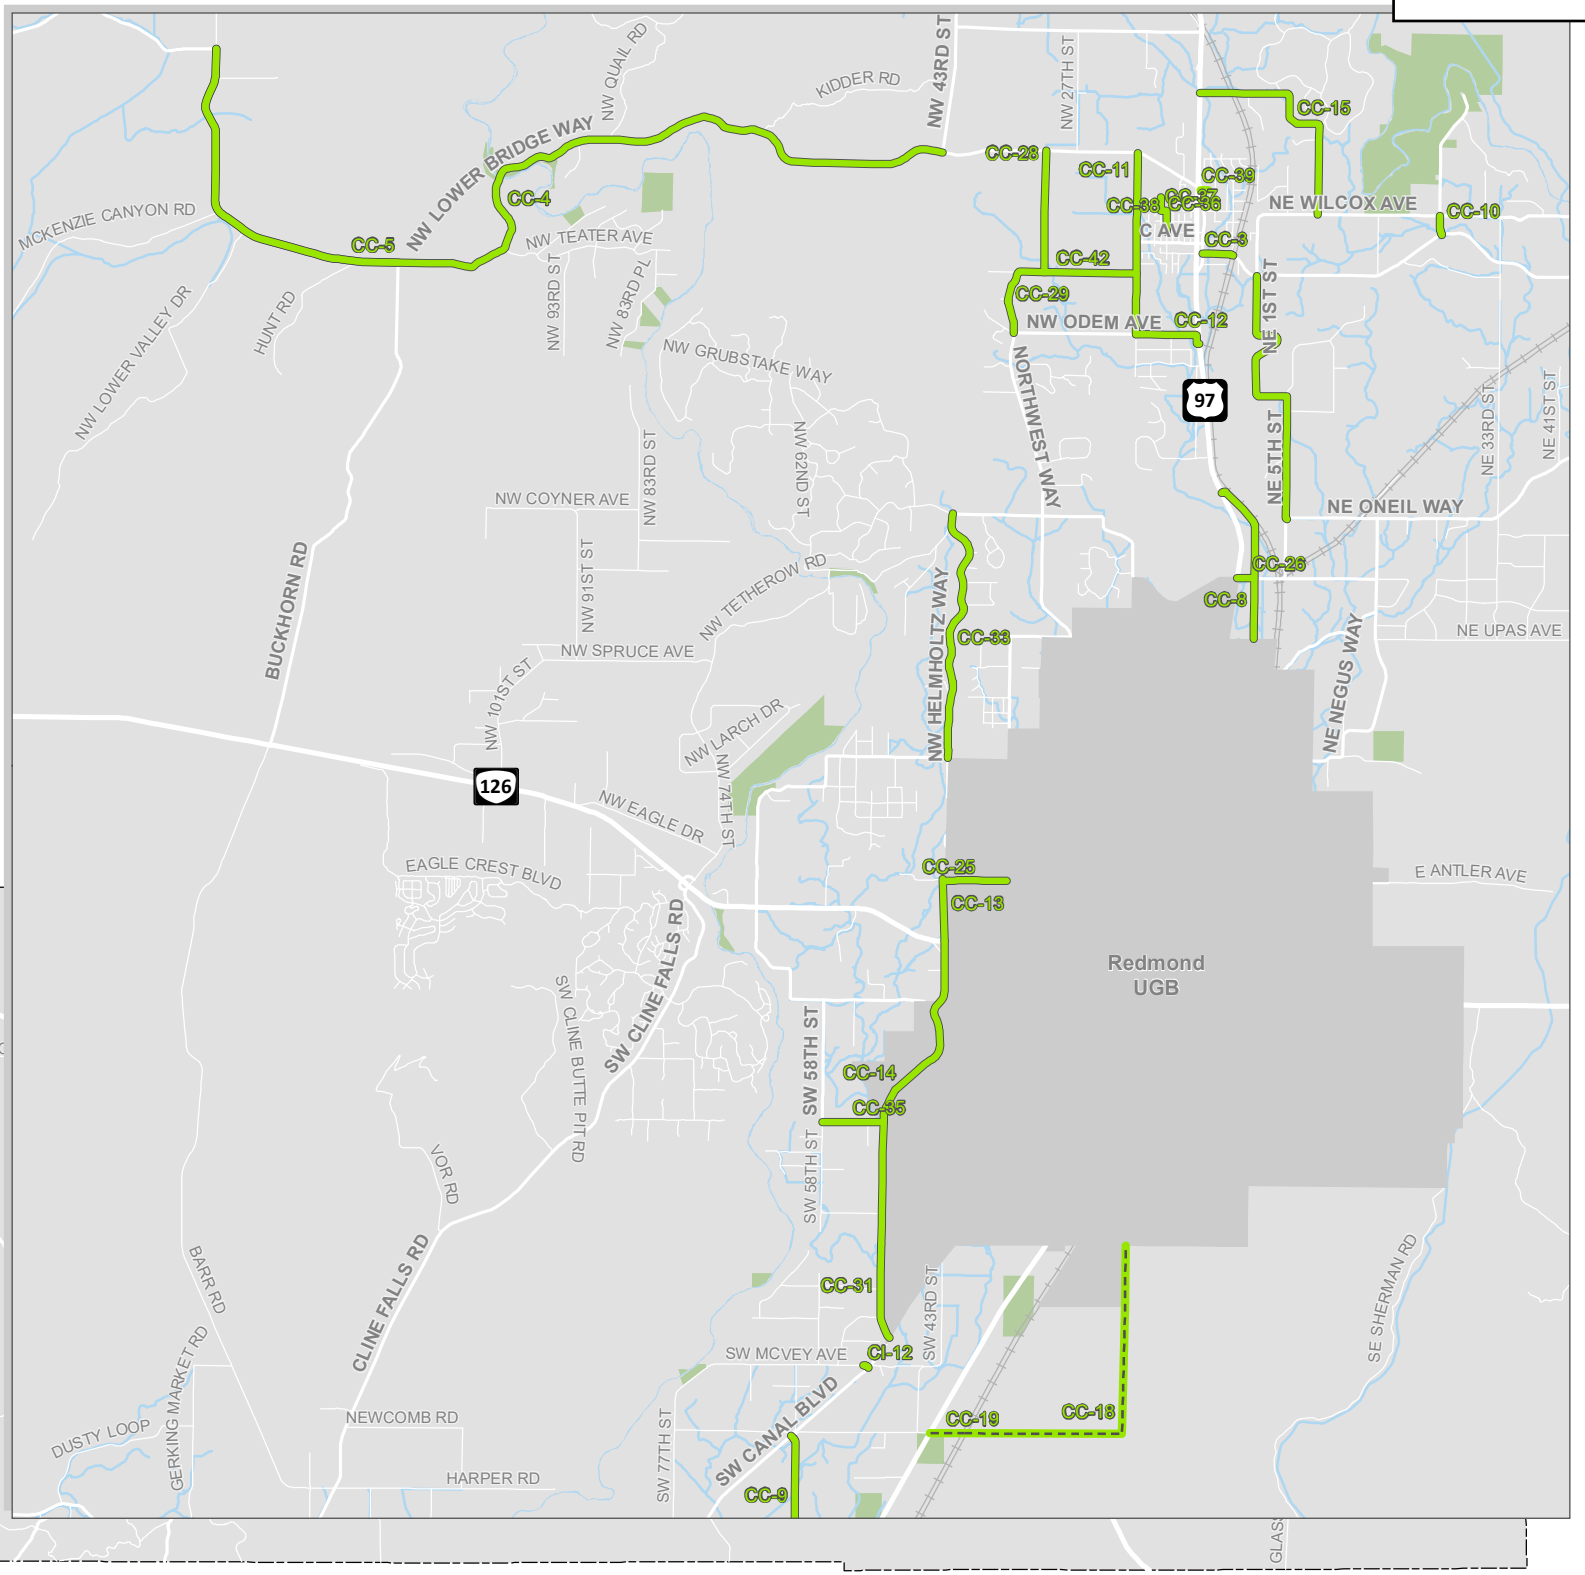 NW QUAIL RD
KIDDER RD
NW 43RD ST
NW 27TH ST
CC-15
NW LOWER BRIDGE WAY
CC-28
CC-11
CC-39
CC-37
CC-38
CC-36
NE WILCOX AVE
CC-10
MCKENZIE CANYON RD
CC-4
CC-5
NW TEATER AVE
C AVE
CC-3
CC-42
NW LOWER VALLEY DR
HUNT RD
NW 93RD ST
NW 83RD PL
CC-29
NW ODEM AVE
CC-12
NE 1ST ST
NW GRUBSTAKE WAY
NORTHWEST WAY
97
NE 5TH ST
NE 33RD ST
NE 41ST ST
NW 62ND ST
NW 83RD ST
NW COYNER AVE
NE ONEIL WAY
BUCKHORN RD
NW 91ST ST
NW TETHEROW RD
NW HELMHOLTZ WAY
CC-26
CC-8
CC-33
NE UPAS AVE
NE NEGUS WAY
NW SPRUCE AVE
NW 101ST ST
NW LARCH DR
NW 74TH ST
126
NW EAGLE DR
EAGLE CREST BLVD
CC-25
CC-13
E ANTLER AVE
SW CLINE FALLS RD
SW CLINE BUTTE PIT RD
Redmond
UGB
SW 58TH ST
CC-14
CC-35
SW 58TH ST
VOR RD
BARR RD
CLINE FALLS RD
CC-31
SW 43RD ST
SE SHERMAN RD
CI-12
SW MCVEY AVE
SW CANAL BLVD
GERKING MARKET RD
NEWCOMB RD
DUSTY LOOP
HARPER RD
SW 77TH ST
CC-19
CC-18
CC-9
GLASS